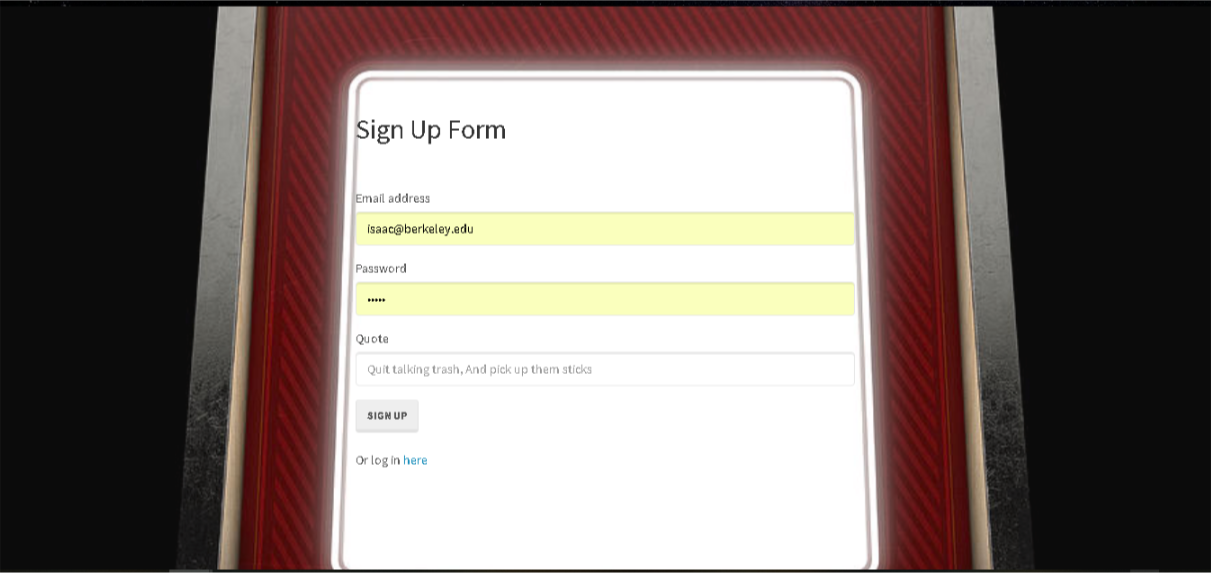 Sign Up Form
Email address
isaac@berkeley.edu
Password
•••••
Quote
Quit talking trash, And pick up them sticks
SIGN UP
Or log in here